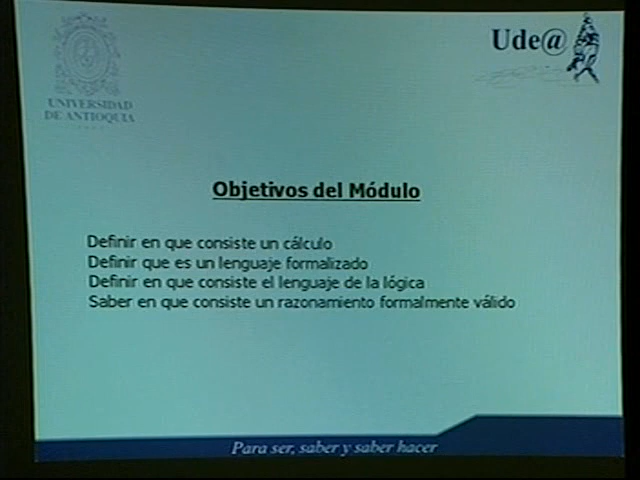 UNIVERSIDAD
DE ANTIOQUIA
Ude@
Objetivos del Módulo
Definir en que consiste un cálculo
Definir que es un lenguaje formalizado
Definir en que consiste el lenguaje de la lógica
Saber en que consiste un razonamiento formalmente válido
Para ser, saber y saber hacer